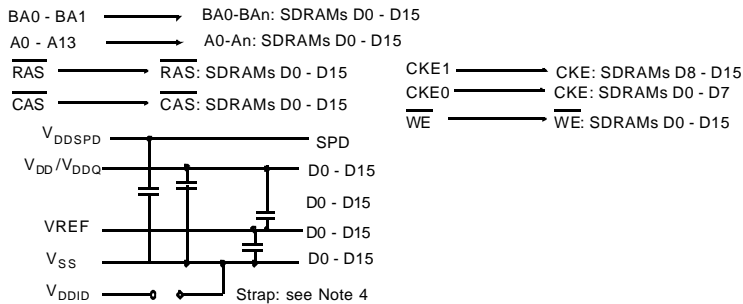 BA0 - BA1 BA0-BAn: SDRAMs D0 - D15
A0 - A13 A0-An: SDRAMs D0 - D15
RAS RAS: SDRAMs D0 - D15
CAS CAS: SDRAMs D0 - D15
CKE1 CKE: SDRAMs D8 - D15
CKE0 CKE: SDRAMs D0 - D7
WE WE: SDRAMs D0 - D15
VDDSPD SPD
VDD/VDDQ D0 - D15
D0 - D15
VREF D0 - D15
VSS D0 - D15
VDDID Strap: see Note 4